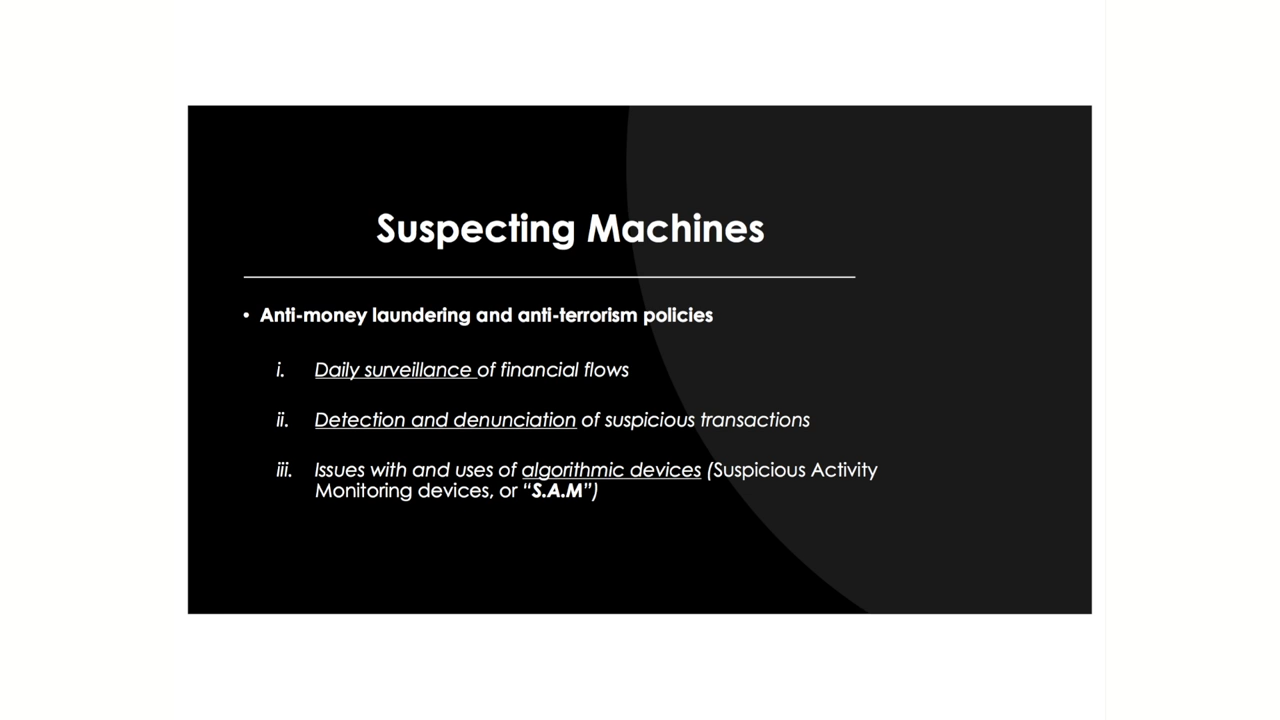 Suspecting Machines
• Anti-money laundering and anti-terrorism policies
i. Daily surveillance of financial flows
ii. Detection and denunciation of suspicious transactions
iii. Issues with and uses of algorithmic devices (Suspicious Activity
Monitoring devices, or “S.A.M”)